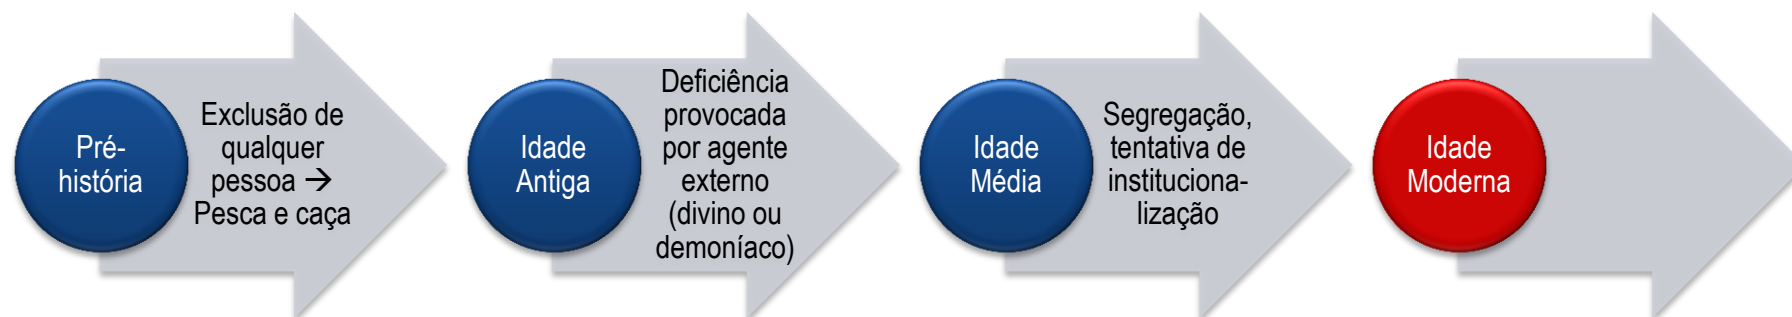 Pré-
história
Exclusão de
qualquer
pessoa →
Pesca e caça
Idade
Antiga
Deficiência
provocada
por agente
externo
(divino ou
demoníaco)
Idade
Média
Segregação,
tentativa de
instituciona-
lização
Idade
Moderna